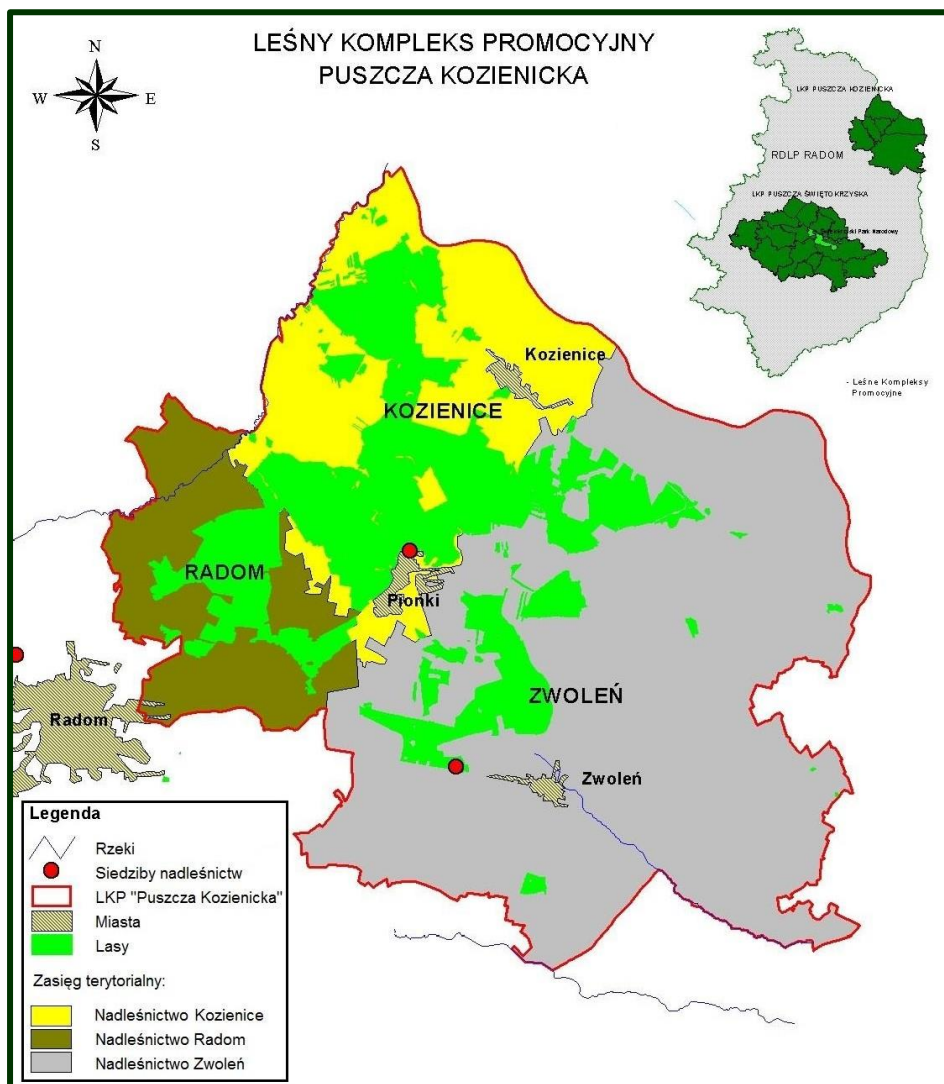 LEŚNY KOMPLEKS PROMOCYJNY
PUSZCZA KOZIENICKA
N
W
E
S
LKP PUSZCZA KOZIENICKA
RDLP RADOM
LKP PUSZCZA ŚWIĘTOKRZYSKA
Park Narodowy
- Leśne Kompleksy
Promocyjne
Kozienice
KOZIENICE
RADOM
Pionki
ZWOLEŃ
Radom
Zwoleń
Legenda
Rzeki
Siedziby nadleśnictw
LKP "Puszcza Kozienicka"
Miasta
Lasy
Zasięg terytorialny:
Nadleśnictwo Kozienice
Nadleśnictwo Radom
Nadleśnictwo Zwoleń